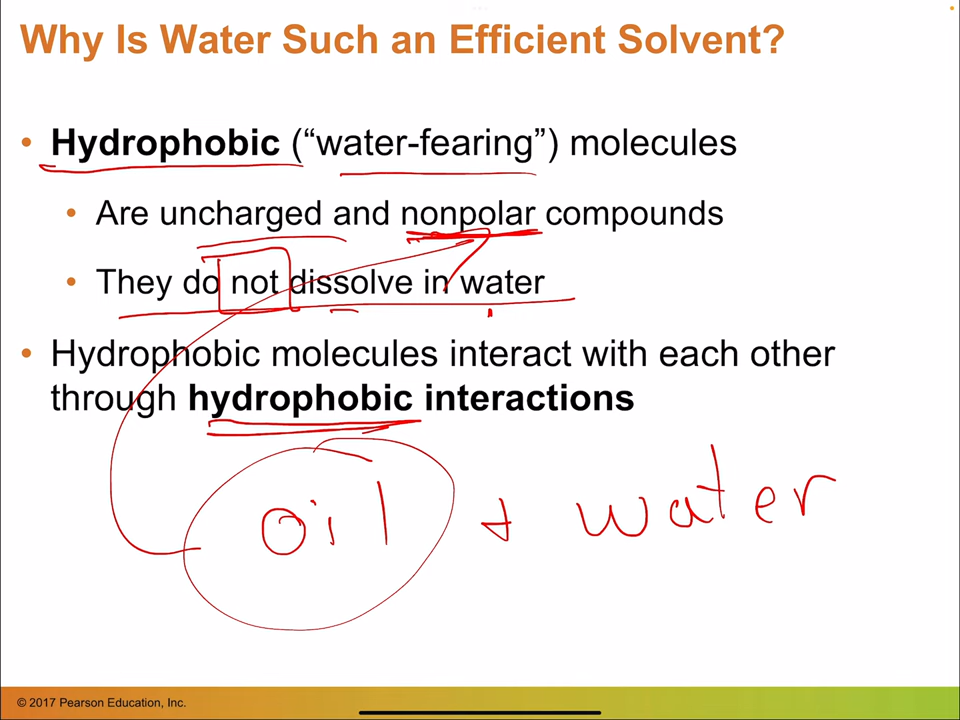 Why Is Water Such an Efficient Solvent?
• Hydrophobic (“water-fearing”) molecules
• Are uncharged and nonpolar compounds
• They do not dissolve in water
• Hydrophobic molecules interact with each other
through hydrophobic interactions
oil + water
© 2017 Pearson Education, Inc.